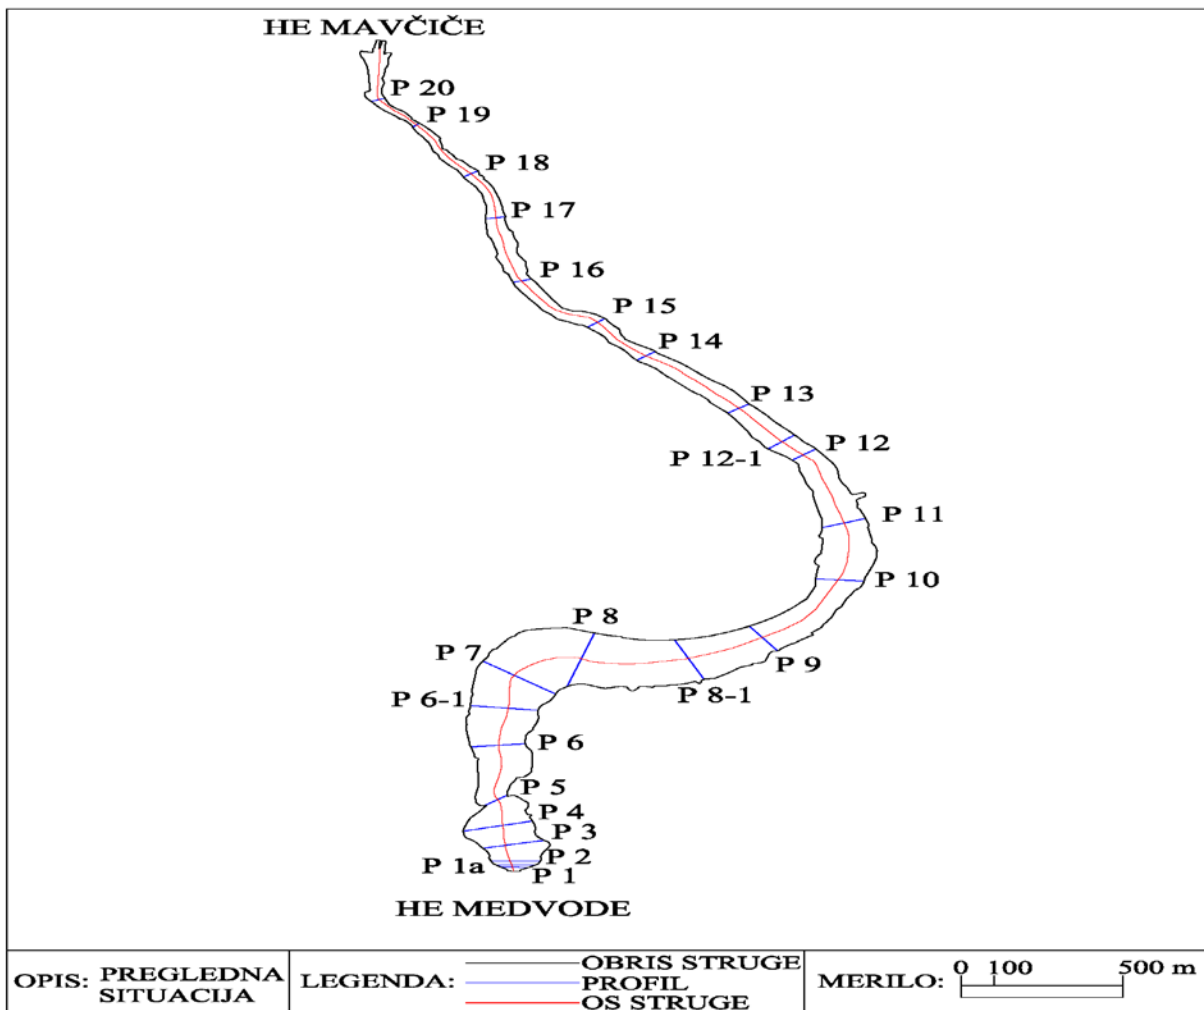 HE MAVČIČE
P 20
P 19
P 18
P 17
P 16
P 15
P 14
P 13
P 12
P 12-1
P 11
P 10
P 8
P 7
P 9
P 8-1
P 6-1
P 6
P 5
P 4
P 3
P 2
P 1a
P 1
HE MEDVODE
OPIS: PREGLEDNA
SITUACIJA
LEGENDA:
OBRIS STRUGE
PROFIL
OS STRUGE
MERILO:
0 100 500 m